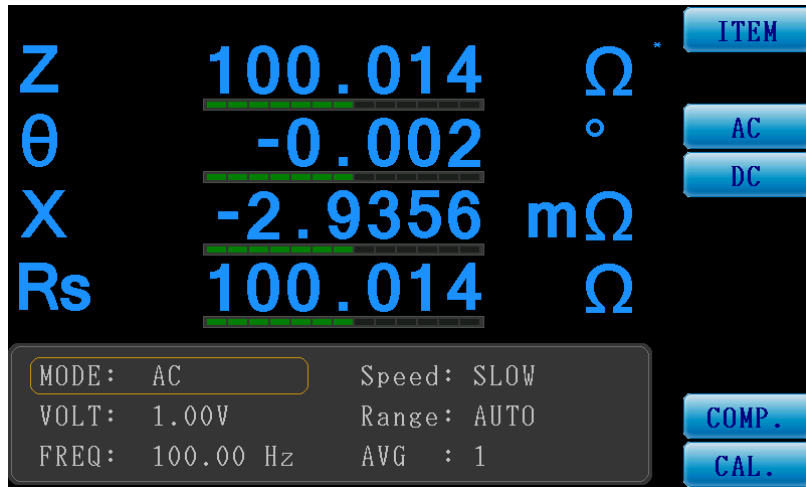 Z 100.014 Ω *
θ -0.002 °
X -2.9356 mΩ
Rs 100.014 Ω
MODE: AC Speed: SLOW
VOLT: 1.00V Range: AUTO
FREQ: 100.00 Hz AVG : 1
ITEM
AC
DC
COMP.
CAL.